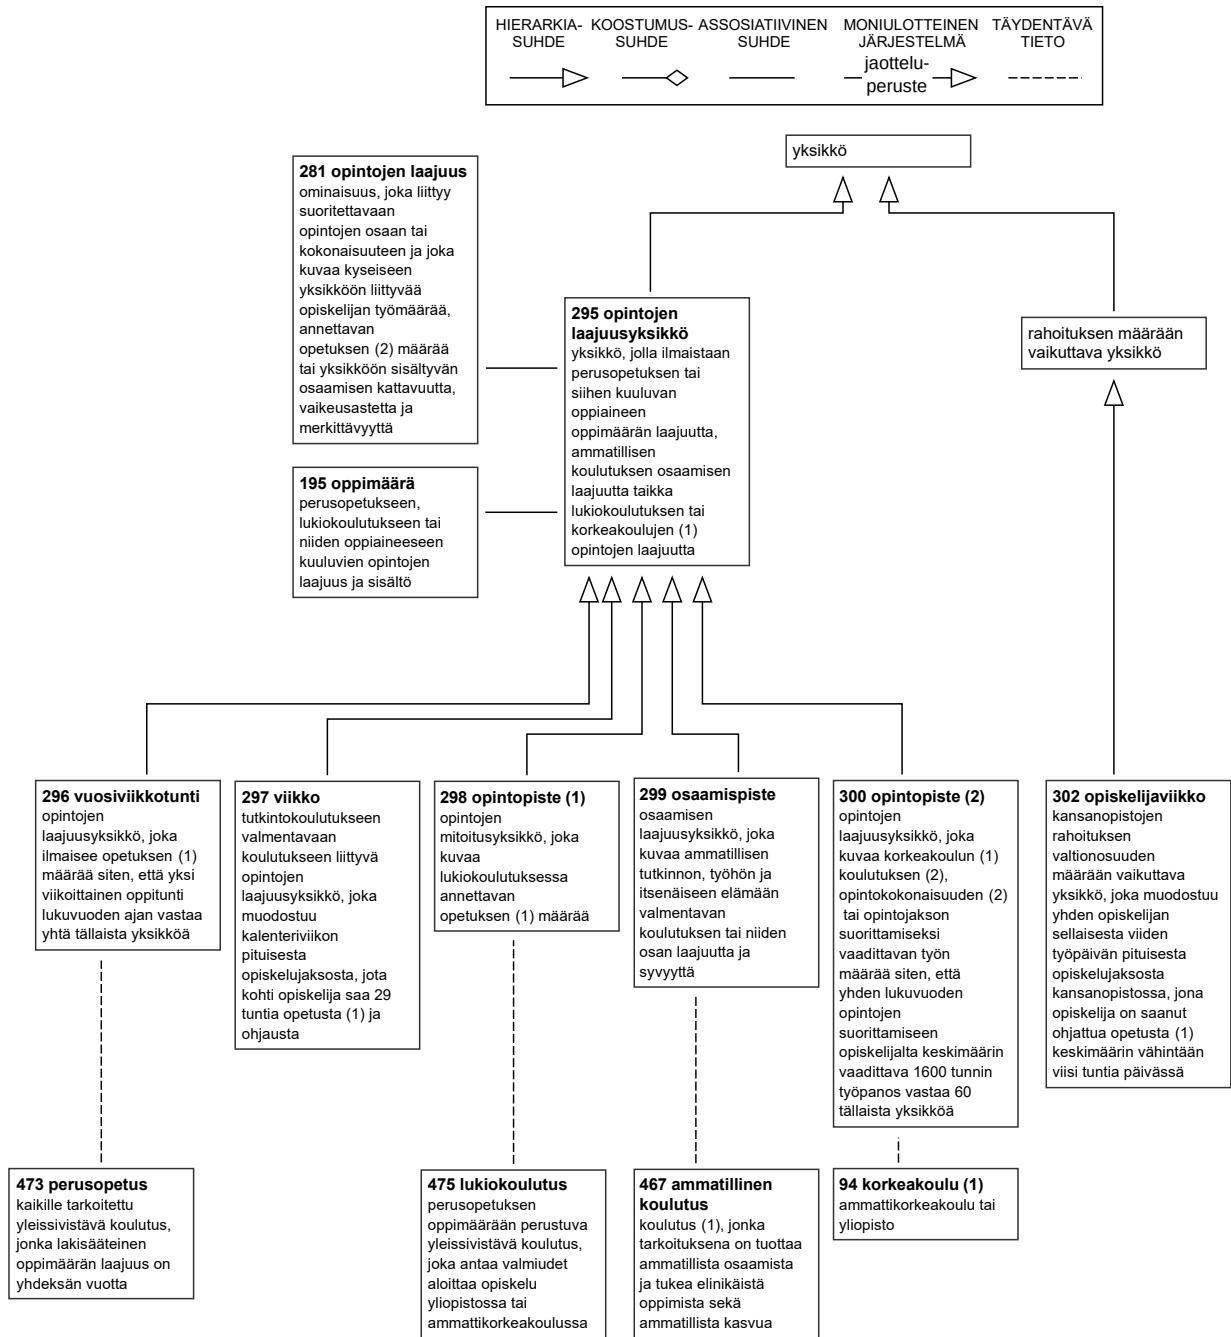 HIERARKIA-
SUHDE
KOOSTUMUS-
SUHDE
ASSOSIATIIVINEN
SUHDE
MONIULOTTEINEN
JÄRJESTELMÄ
jaottelu-
peruste
TÄYDENTÄVÄ
TIETO
yksikkö
281 opintojen laajuus
ominaisuus, joka liittyy
suoritettavaan
opintojen osaan tai
kokonaisuuteen ja joka
kuvaa kyseiseen
yksikköön liittyvää
opiskelijan työmäärää,
annettavan
opetuksen (2) määrää
tai yksikköön sisältyvän
osaamisen kattavuutta,
vaikeusastetta ja
merkittävyyttä
295 opintojen
laajuusyksikkö
yksikkö, jolla ilmaistaan
perusopetuksen tai
siihen kuuluvan
oppiaineen
oppimäärän laajuutta,
ammatillisen
koulutuksen osaamisen
laajuutta taikka
lukiokoulutuksen tai
korkeakoulujen (1)
opintojen laajuutta
rahoituksen määrään
vaikuttava yksikkö
195 oppimäärä
perusopetukseen,
lukiokoulutukseen tai
niiden oppiaineeseen
kuuluvien opintojen
laajuus ja sisältö
296 vuosiviikkotunti
opintojen
laajuusyksikkö, joka
ilmaisee opetuksen (1)
määrää siten, että yksi
viikoittainen oppitunti
lukuvuoden ajan vastaa
yhtä tällaista yksikköä
297 viikko
tutkintokoulutukseen
valmentavaan
koulutukseen liittyvä
opintojen
laajuusyksikkö, joka
muodostuu
kalenteriviikon
pituisesta
opiskelujaksosta, jota
kohti opiskelija saa 29
tuntia opetusta (1) ja
ohjausta
298 opintopiste (1)
opintojen
mitoitusyksikkö, joka
kuvaa
lukiokoulutuksessa
annettavan
opetuksen (1) määrää
299 osaamispiste
osaamisen
laajuusyksikkö, joka
kuvaa ammatillisen
tutkinnon, työhön ja
itsenäiseen elämään
valmentavan
koulutuksen tai niiden
osan laajuutta ja
syvyyttä
300 opintopiste (2)
opintojen
laajuusyksikkö, joka
kuvaa korkeakoulun (1)
koulutuksen (2),
opintokokonaisuuden (2)
tai opintojakson
suorittamiseksi
vaadittavan työn
määrää siten, että
yhden lukuvuoden
opintojen
suorittamiseen
opiskelijalta keskimäärin
vaadittava 1600 tunnin
työpanos vastaa 60
tällaista yksikköä
302 opiskelijaviikko
kansanopistojen
rahoituksen
valtionosuuden
määrään vaikuttava
yksikkö, joka muodostuu
yhden opiskelijan
sellaisesta viiden
työpäivän pituisesta
opiskelujaksosta
kansanopistossa, jona
opiskelija on saanut
ohjattua opetusta (1)
keskimäärin vähintään
viisi tuntia päivässä
473 perusopetus
kaikille tarkoitettu
yleissivistävä koulutus,
jonka lakisääteinen
oppimäärän laajuus on
yhdeksän vuotta
475 lukiokoulutus
perusopetuksen
oppimäärään perustuva
yleissivistävä koulutus,
joka antaa valmiudet
aloittaa opiskelu
yliopistossa tai
ammattikorkeakoulussa
467 ammatillinen
koulutus
koulutus (1), jonka
tarkoituksena on tuottaa
ammatillista osaamista
ja tukea elinikäistä
oppimista sekä
ammatillista kasvua
94 korkeakoulu (1)
ammattikorkeakoulu tai
yliopisto